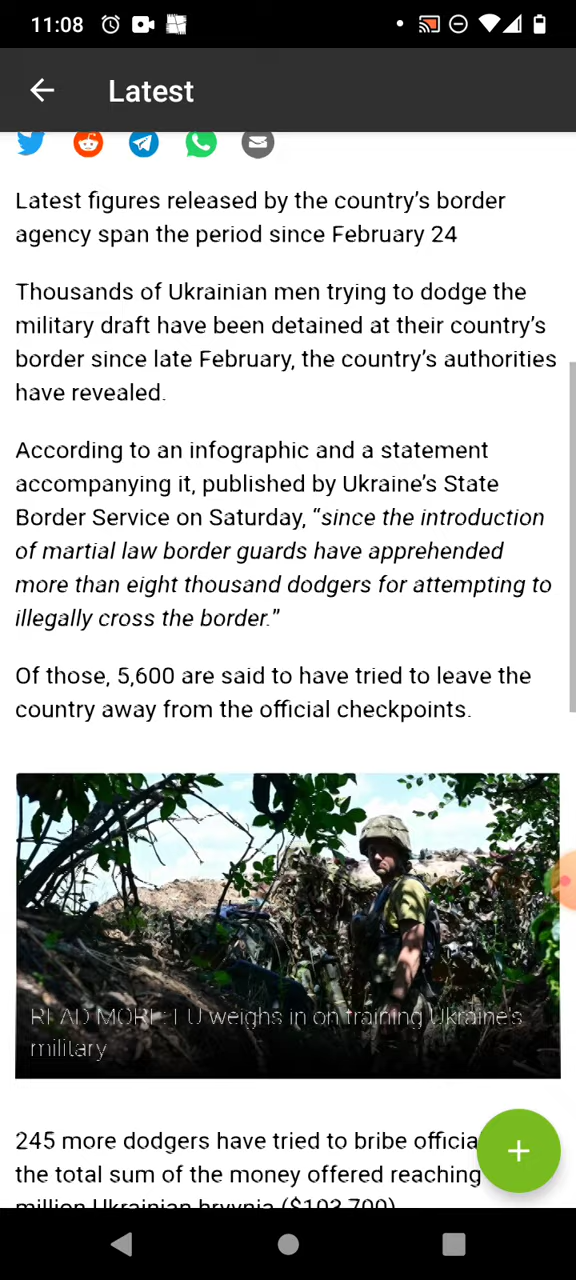 11:08
Latest
Latest figures released by the country’s border
agency span the period since February 24
Thousands of Ukrainian men trying to dodge the
military draft have been detained at their country’s
border since late February, the country’s authorities
have revealed.
According to an infographic and a statement
accompanying it, published by Ukraine’s State
Border Service on Saturday, “since the introduction
of martial law border guards have apprehended
more than eight thousand dodgers for attempting to
illegally cross the border.”
Of those, 5,600 are said to have tried to leave the
country away from the official checkpoints.
READ MORE: EU weighs in on training Ukraine's
military
245 more dodgers have tried to bribe
the total sum of the money offered reaching
million Ukrainian hryvnia ($103,700)